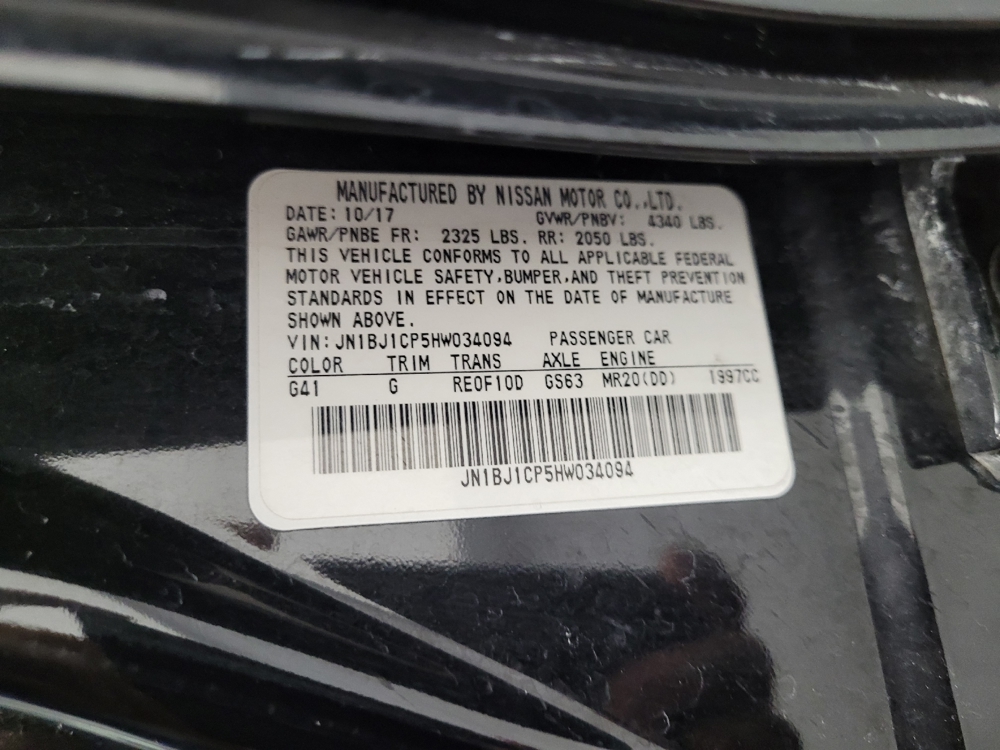 MANUFACTURED BY NISSAN MOTOR CO.,LTD.
DATE: 10/17 GVWR/PNBV: 4340 LBS.
GAWR/PNBE FR: 2325 LBS. RR: 2050 LBS.
THIS VEHICLE CONFORMS TO ALL APPLICABLE FEDERAL
MOTOR VEHICLE SAFETY,BUMPER,AND THEFT PREVENTION
STANDARDS IN EFFECT ON THE DATE OF MANUFACTURE
SHOWN ABOVE.
VIN: JN1BJ1CP5HW034094 PASSENGER CAR
COLOR TRIM TRANS AXLE ENGINE
G41 G RE0F10D GS63 MR20(DD) 1997CC
JN1BJ1CP5HW034094